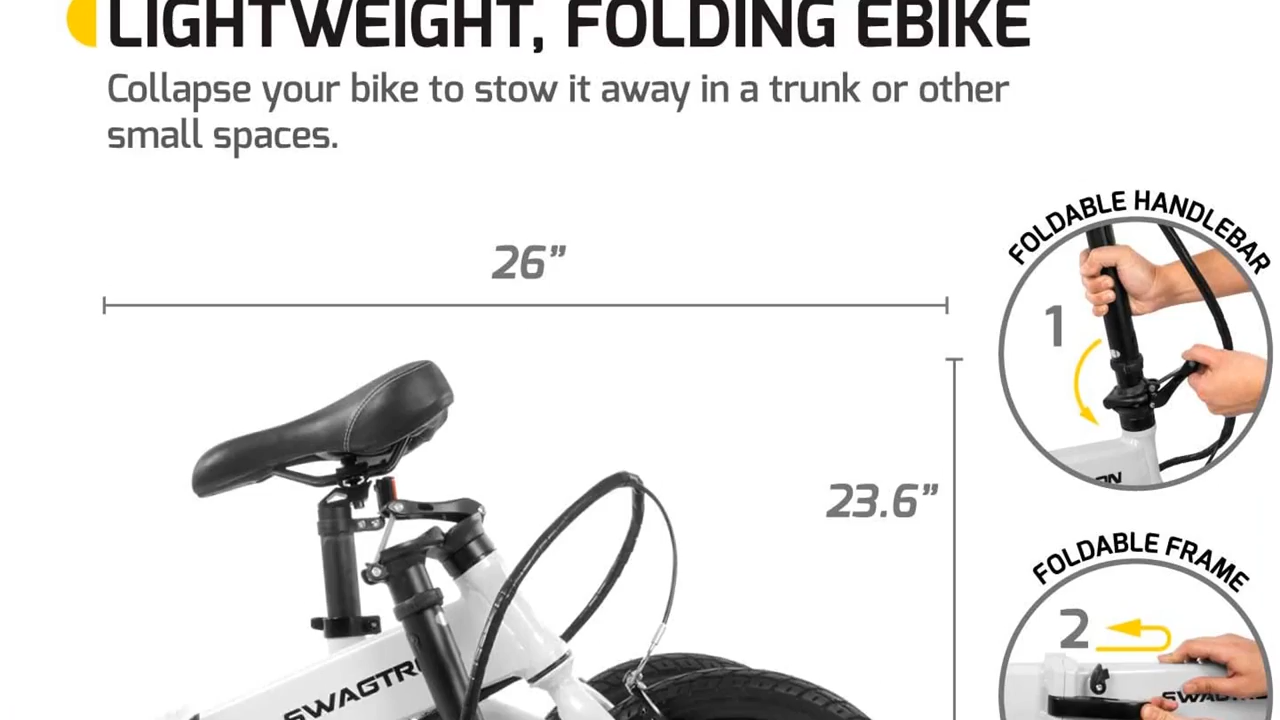 LIGHTWEIGHT, FOLDING EBIKE
Collapse your bike to stow it away in a trunk or other
small spaces.
26”
FOLDABLE HANDLEBAR
1
23.6”
FOLDABLE FRAME
2